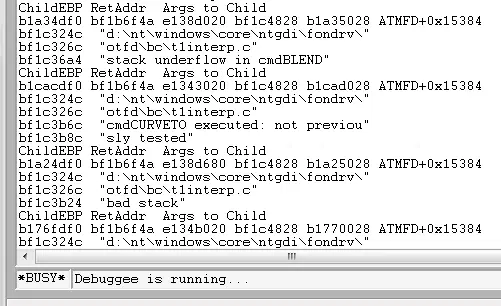 ChildEBP RetAddr  Args to Child
b1a34df0 bf1b6f4a e138d020 bf1c4828 b1a35028 ATMFD+0x15384
bf1c324c  "d:\nt\windows\core\ntgdi\fondrv\"
bf1c326c  "otfd\bc\t1interp.c"
bf1c36a4  "stack underflow in cmdBLEND"
ChildEBP RetAddr  Args to Child
b1cacdf0 bf1b6f4a e1343020 bf1c4828 b1cad028 ATMFD+0x15384
bf1c324c  "d:\nt\windows\core\ntgdi\fondrv\"
bf1c326c  "otfd\bc\t1interp.c"
bf1c3b6c  "cmdCURVETO executed: not previou"
bf1c3b8c  "sly tested"
ChildEBP RetAddr  Args to Child
b1a24df0 bf1b6f4a e138d680 bf1c4828 b1a25028 ATMFD+0x15384
bf1c324c  "d:\nt\windows\core\ntgdi\fondrv\"
bf1c326c  "otfd\bc\t1interp.c"
bf1c3b24  "bad stack"
ChildEBP RetAddr  Args to Child
b176fdf0 bf1b6f4a e134b020 bf1c4828 b1770028 ATMFD+0x15384
bf1c324c  "d:\nt\windows\core\ntgdi\fondrv\"
*BUSY* Debuggee is running...